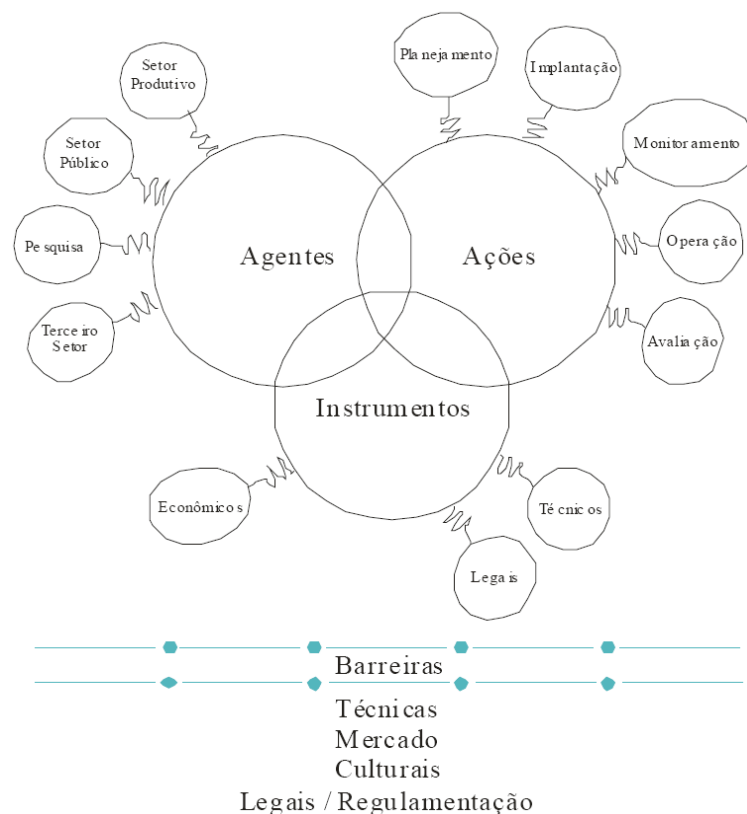 Setor
Produtivo
Planejamento
Implantação
Setor
Público
Monitoramento
Pesquisa
Agentes
Ações
Operação
Terceiro
Setor
Avaliação
Instrumentos
Econômicos
Técnicos
Legais
Barreiras
Técnicas
Mercado
Culturais
Legais / Regulamentação